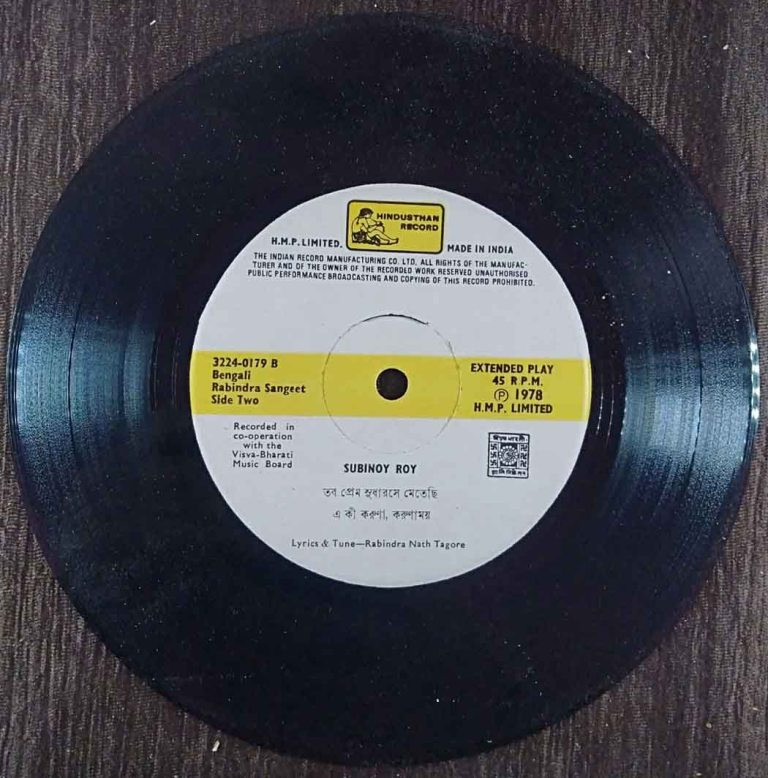 HINDUSTHAN
RECORD
H.M.P. LIMITED. MADE IN INDIA
THE INDIAN RECORD MANUFACTURING CO. LTD. ALL RIGHTS OF THE MANUFAC-
TURER AND OF THE OWNER OF THE RECORDED WORK RESERVED UNAUTHORISED
PUBLIC PERFORMANCE BROADCASTING AND COPYING OF THIS RECORD PROHIBITED.
3224-0179 B
Bengali
Rabindra Sangeet
Side Two
EXTENDED PLAY
45 R.P.M.
Ⓟ 1978
H.M.P. LIMITED
Recorded in
co-operation
with the
Visva-Bharati
Music Board
SUBINOY ROY
তব প্রেম সুধারসে মেতেছি
এ কী করুণা, করুণাময়
Lyrics & Tune—Rabindra Nath Tagore